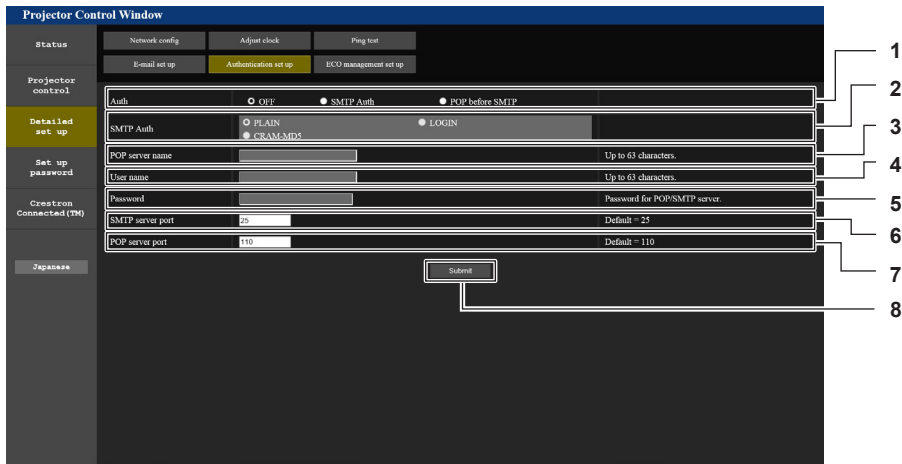 Projector Control Window
Status
Network config
Adjust clock
Ping test
E-mail set up
Authentication set up
ECO management set up
Projector
control
Detailed
set up
Set up
password
Crestron
Connected(TM)
Japanese
Auth
OFF
SMTP Auth
POP before SMTP
1
SMTP Auth
PLAIN
LOGIN
CRAM-MD5
2
POP server name
Up to 63 characters.
3
User name
Up to 63 characters.
4
Password
Password for POP/SMTP server.
5
SMTP server port
25
Default = 25
6
POP server port
110
Default = 110
7
Submit
8